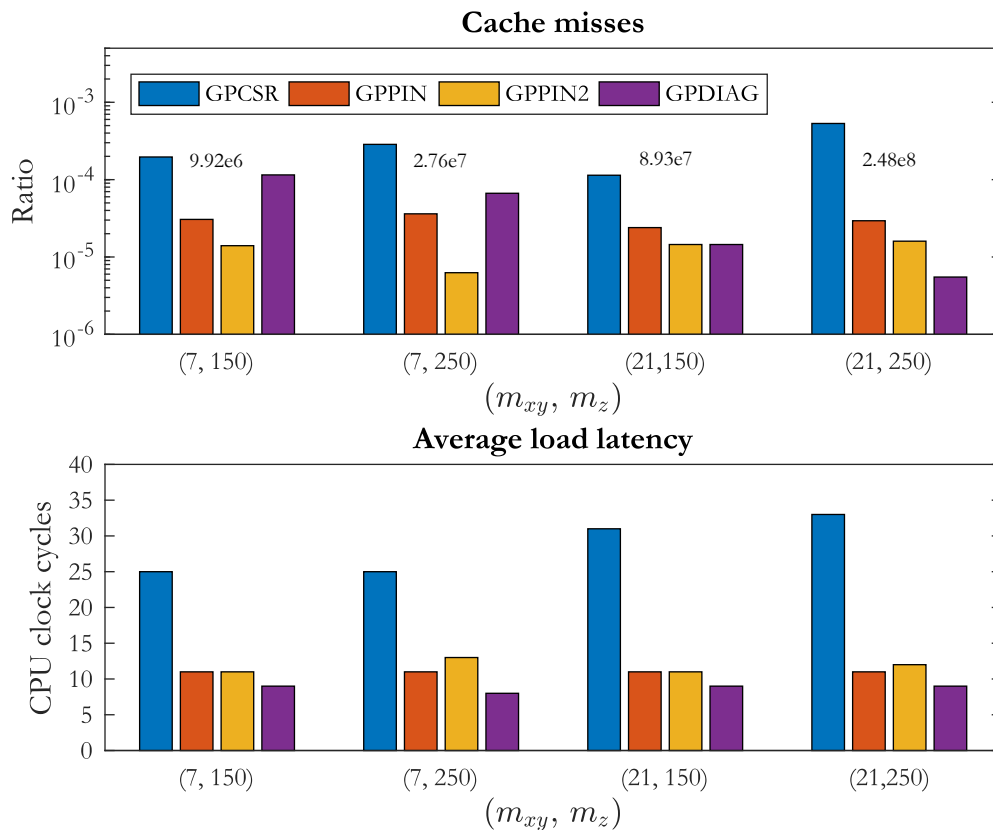 Cache misses
GPCSR GPPIN GPPIN2 GPDIAG
Ratio
10^-3
10^-4
10^-5
10^-6
9.92e6 2.76e7 8.93e7 2.48e8
(7, 150) (7, 250) (21,150) (21, 250)
(m_xy, m_z)
Average load latency
CPU clock cycles
40
35
30
25
20
15
10
5
0
(7, 150) (7, 250) (21, 150) (21,250)
(m_xy, m_z)